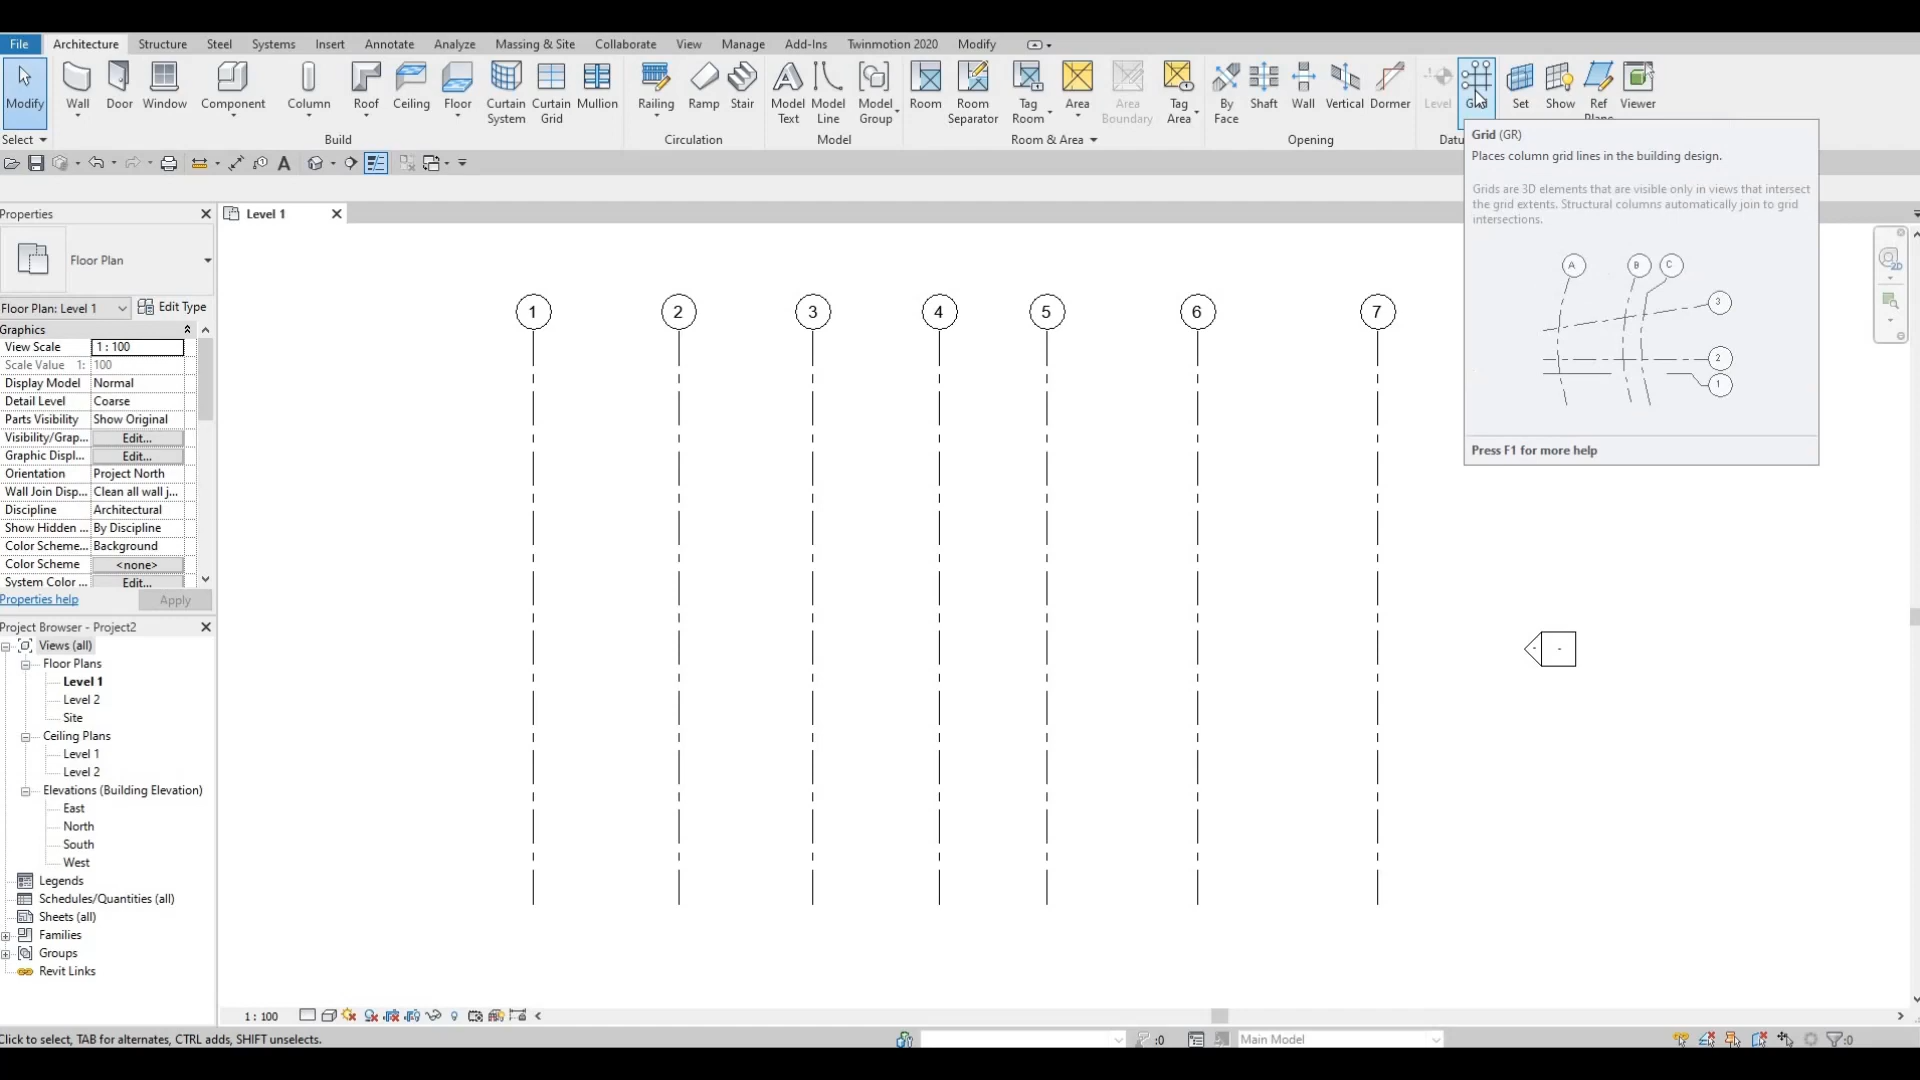 File Architecture Structure Steel Systems Insert Annotate Analyze Massing & Site Collaborate View Manage Add-Ins Twinmotion 2020 Modify
Modify Wall Door Window Component Column Roof Ceiling Floor Curtain System Curtain Grid Mullion Railing Ramp Stair Model Text Model Line Model Group Room Room Separator Tag Room Area Area Boundary Tag Area By Face Shaft Wall Vertical Dormer Level Set Show Ref Viewer
Select Build Circulation Model Room & Area Opening
Grid (GR)
Places column grid lines in the building design.
Grids are 3D elements that are visible only in views that intersect
the grid extents. Structural columns automatically join to grid
intersections.
A B C
3
2
1
Press F1 for more help
Properties
Level 1
Floor Plan
Floor Plan: Level 1 Edit Type
Graphics
View Scale 1 : 100
Scale Value 1: 100
Display Model Normal
Detail Level Coarse
Parts Visibility Show Original
Visibility/Grap... Edit...
Graphic Displ... Edit...
Orientation Project North
Wall Join Disp... Clean all wall j...
Discipline Architectural
Show Hidden ... By Discipline
Color Scheme... Background
Color Scheme <none>
System Color ... Edit...
Properties help Apply
Project Browser - Project2
Views (all)
Floor Plans
Level 1
Level 2
Site
Ceiling Plans
Level 1
Level 2
Elevations (Building Elevation)
East
North
South
West
Legends
Schedules/Quantities (all)
Sheets (all)
Families
Groups
Revit Links
1 2 3 4 5 6 7
2D
1 : 100
Click to select, TAB for alternates, CTRL adds, SHIFT unselects.
:0 Main Model :0